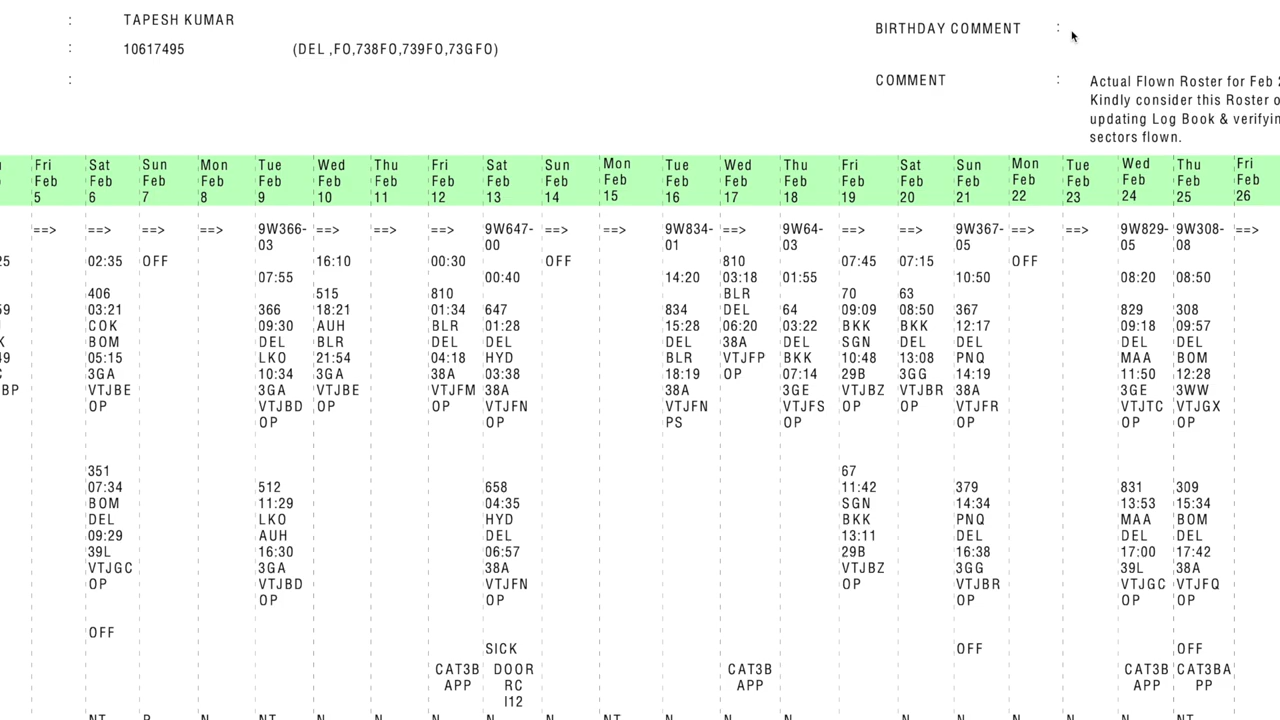 : TAPESH KUMAR
BIRTHDAY COMMENT :
: 10617495 (DEL ,FO,738FO,739FO,73GFO)
:
COMMENT : Actual Flown Roster for Feb
Kindly consider this Roster
updating Log Book &
sectors flown.
Fri Sat Sun Mon Tue Wed Thu Fri Sat Sun Mon Tue Wed Thu Fri Sat Sun Mon Tue Wed Thu Fri
Feb Feb Feb Feb Feb Feb Feb Feb Feb Feb Feb Feb Feb Feb Feb Feb Feb Feb Feb Feb Feb Feb
5 6 7 8 9 10 11 12 13 14 15 16 17 18 19 20 21 22 23 24 25 26
==> ==> ==> ==> 9W366- ==> ==> ==> 9W647- ==> ==> 9W834- ==> 9W64- ==> ==> 9W367- ==> ==> 9W829- 9W308- ==>
03 00 01 03 05 05 08
25 02:35 OFF 16:10 00:30 OFF 810 07:45 07:15 OFF
07:55 00:40 14:20 03:18 01:55 10:50 08:20 08:50
406 515 810 BLR 70 63
59 03:21 366 18:21 01:34 647 834 DEL 64 09:09 08:50 367 829 308
COK 09:30 AUH BLR 01:28 15:28 06:20 03:22 BKK BKK 12:17 09:18 09:57
BOM DEL BLR DEL DEL DEL 38A DEL SGN DEL DEL DEL BOM
49 05:15 LKO 21:54 04:18 HYD BLR VTJFP BKK 10:48 13:08 PNQ MAA DEL
3GA 10:34 3GA 38A 03:38 18:19 OP 07:14 29B 3GG 14:19 11:50 12:28
BP VTJBE 3GA VTJBE VTJFM 38A 38A 3GE VTJBZ VTJBR 38A 3GE 3WW
OP VTJBD OP OP VTJFN VTJFN VTJFS OP OP VTJFR VTJTC VTJGX
OP OP PS OP OP OP OP
351 67
07:34 512 658 11:42 379 831 309
BOM 11:29 04:35 SGN 14:34 13:53 15:34
DEL LKO HYD BKK PNQ MAA BOM
09:29 AUH DEL 13:11 DEL DEL DEL
39L 16:30 06:57 29B 16:38 17:00 17:42
VTJGC 3GA 38A VTJBZ 3GG 39L 38A
OP VTJBD VTJFN OP VTJBR VTJGC VTJFQ
OP OP OP OP OP
OFF
SICK OFF OFF
CAT3B DOOR CAT3B CAT3B CAT3BA
APP RC APP APP PP
I12